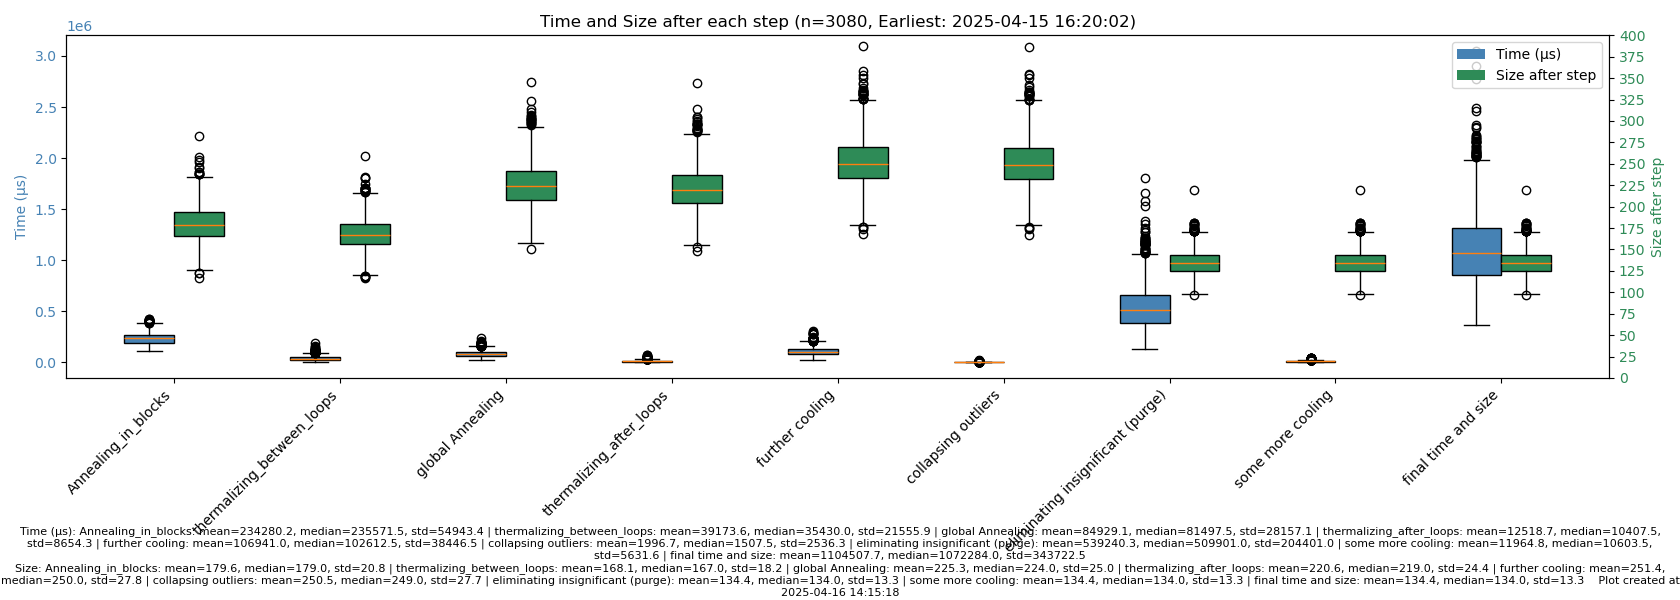 Time and Size after each step (n=3080, Earliest: 2025-04-15 16:20:02)
1e6
3.0
2.5
2.0
1.5
1.0
0.5
0.0
Time (µs)
400
375
350
325
300
275
250
225
200
175
150
125
100
75
50
25
0
Size after step
Time (µs)
Size after step
Annealing_in_blocks
thermalizing_between_loops
global Annealing
thermalizing_after_loops
further cooling
collapsing outliers
eliminating insignificant (purge)
some more cooling
final time and size
Time (µs): Annealing_in_blocks: mean=234280.2, median=235571.5, std=54943.4 | thermalizing_between_loops: mean=39173.6, median=35430.0, std=21555.9 | global Annealing: mean=84929.1, median=81497.5, std=28157.1 | thermalizing_after_loops: mean=12518.7, median=10407.5,
std=8654.3 | further cooling: mean=106941.0, median=102612.5, std=38446.5 | collapsing outliers: mean=1996.7, median=1507.5, std=2536.3 | eliminating insignificant (purge): mean=539240.3, median=509901.0, std=204401.0 | some more cooling: mean=11964.8, median=10603.5,
std=5631.6 | final time and size: mean=1104507.7, median=1072284.0, std=343722.5
Size: Annealing_in_blocks: mean=179.6, median=179.0, std=20.8 | thermalizing_between_loops: mean=168.1, median=167.0, std=18.2 | global Annealing: mean=225.3, median=224.0, std=25.0 | thermalizing_after_loops: mean=220.6, median=219.0, std=24.4 | further cooling: mean=251.4,
median=250.0, std=27.8 | collapsing outliers: mean=250.5, median=249.0, std=27.7 | eliminating insignificant (purge): mean=134.4, median=134.0, std=13.3 | some more cooling: mean=134.4, median=134.0, std=13.3 | final time and size: mean=134.4, median=134.0, std=13.3 Plot created at
2025-04-16 14:15:18